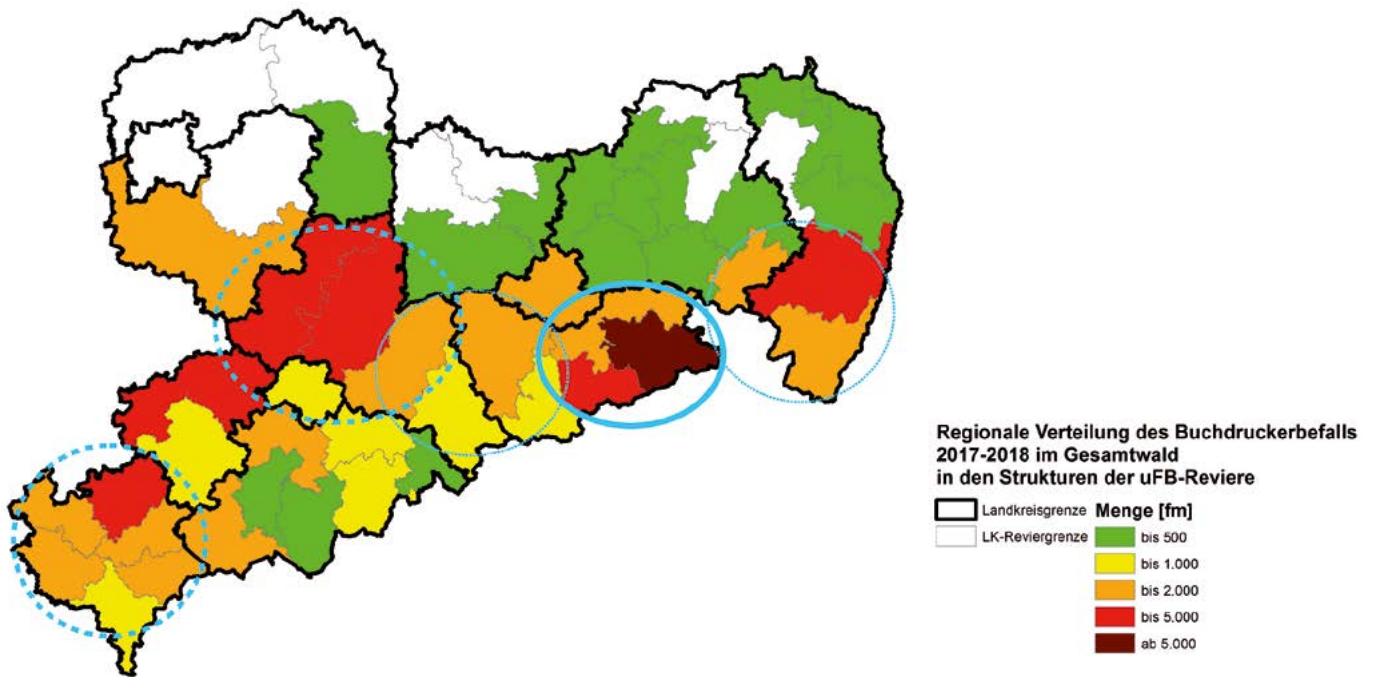 Regionale Verteilung des Buchdruckerbefalls
2017-2018 im Gesamtwald
in den Strukturen der uFB-Reviere
Landkreisgrenze
LK-Reviergrenze
Menge [fm]
bis 500
bis 1.000
bis 2.000
bis 5.000
ab 5.000